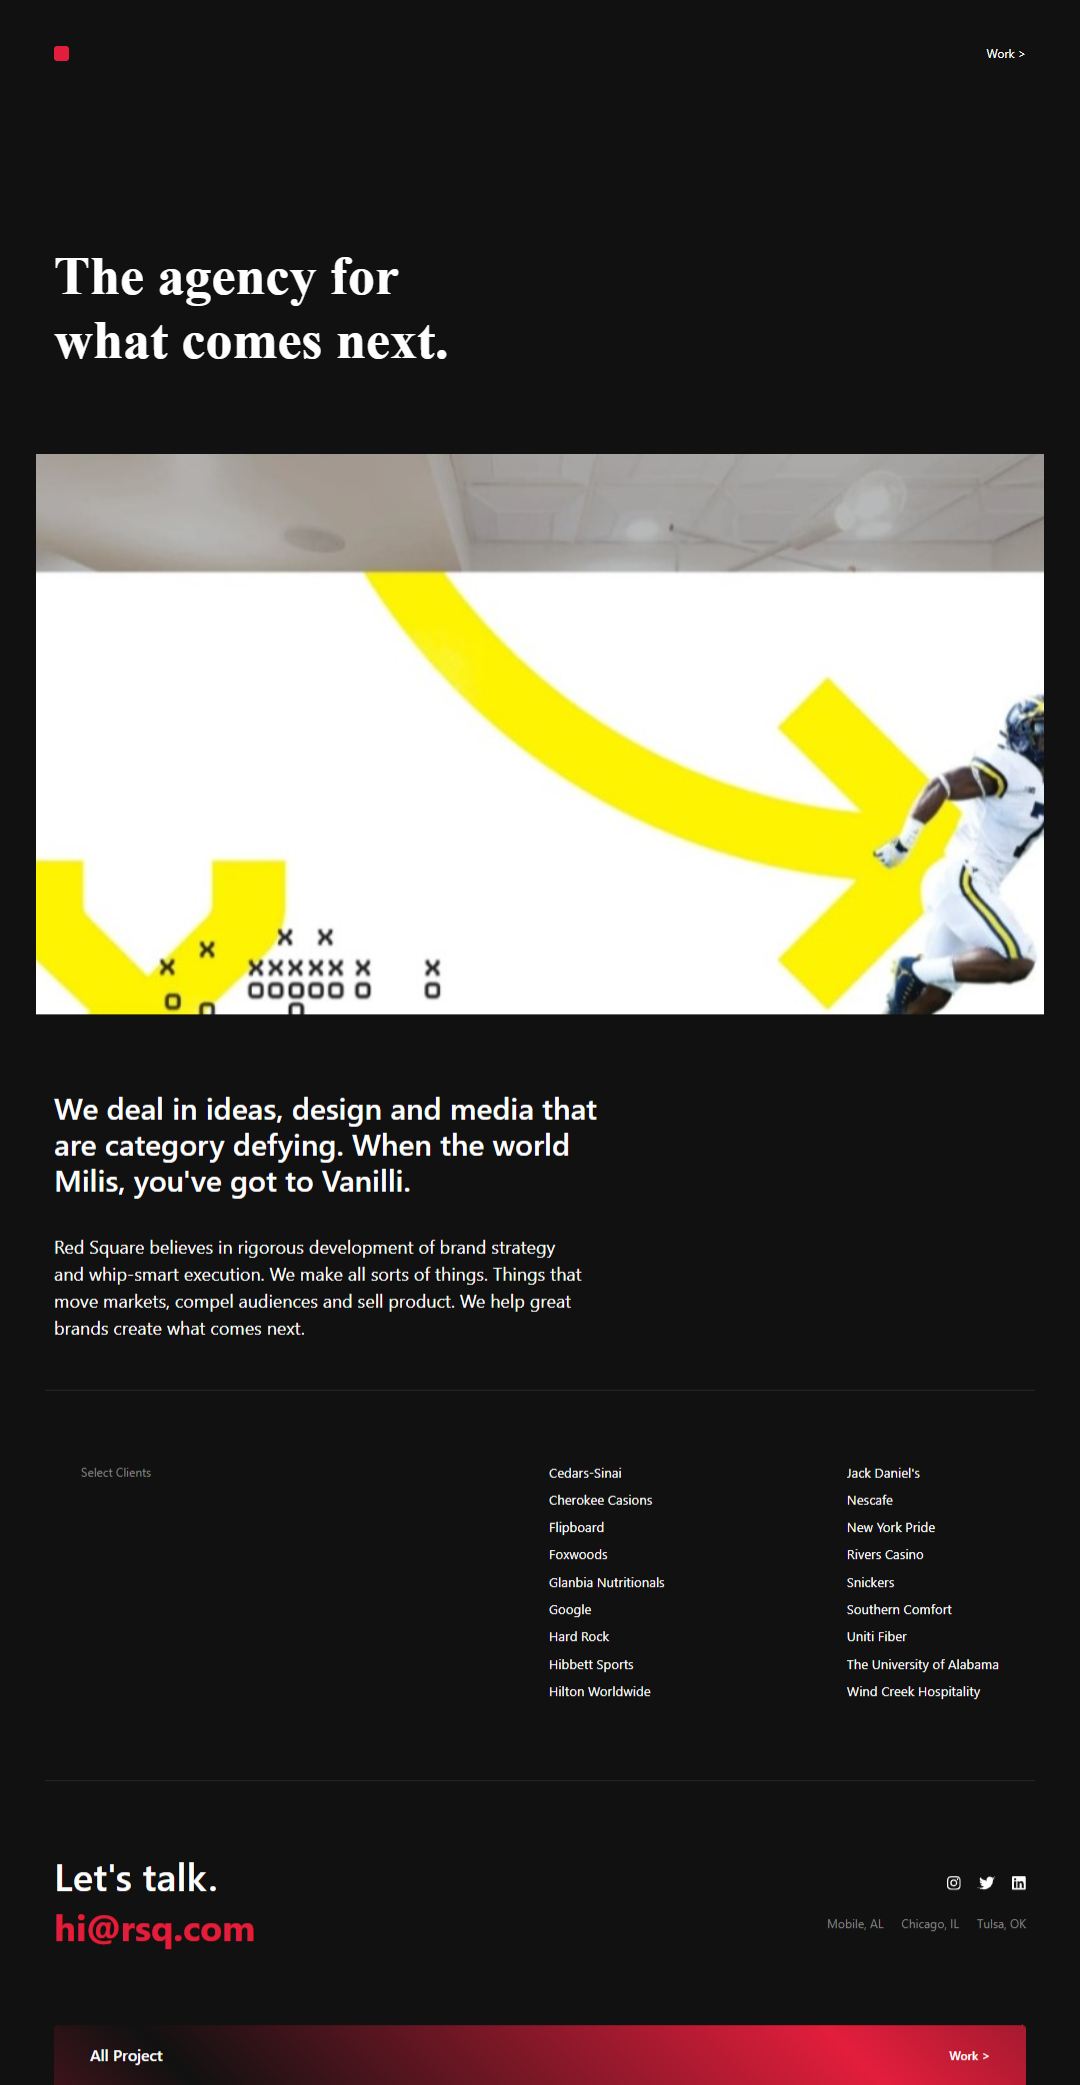 Work >
The agency for
what comes next.
We deal in ideas, design and media that
are category defying. When the world
Milis, you've got to Vanilli.
Red Square believes in rigorous development of brand strategy
and whip-smart execution. We make all sorts of things. Things that
move markets, compel audiences and sell product. We help great
brands create what comes next.
Select Clients
Cedars-Sinai
Cherokee Casions
Flipboard
Foxwoods
Glanbia Nutritionals
Google
Hard Rock
Hibbett Sports
Hilton Worldwide
Jack Daniel's
Nescafe
New York Pride
Rivers Casino
Snickers
Southern Comfort
Uniti Fiber
The University of Alabama
Wind Creek Hospitality
Let's talk.
hi@rsq.com
Mobile, AL Chicago, IL Tulsa, OK
All Project
Work >